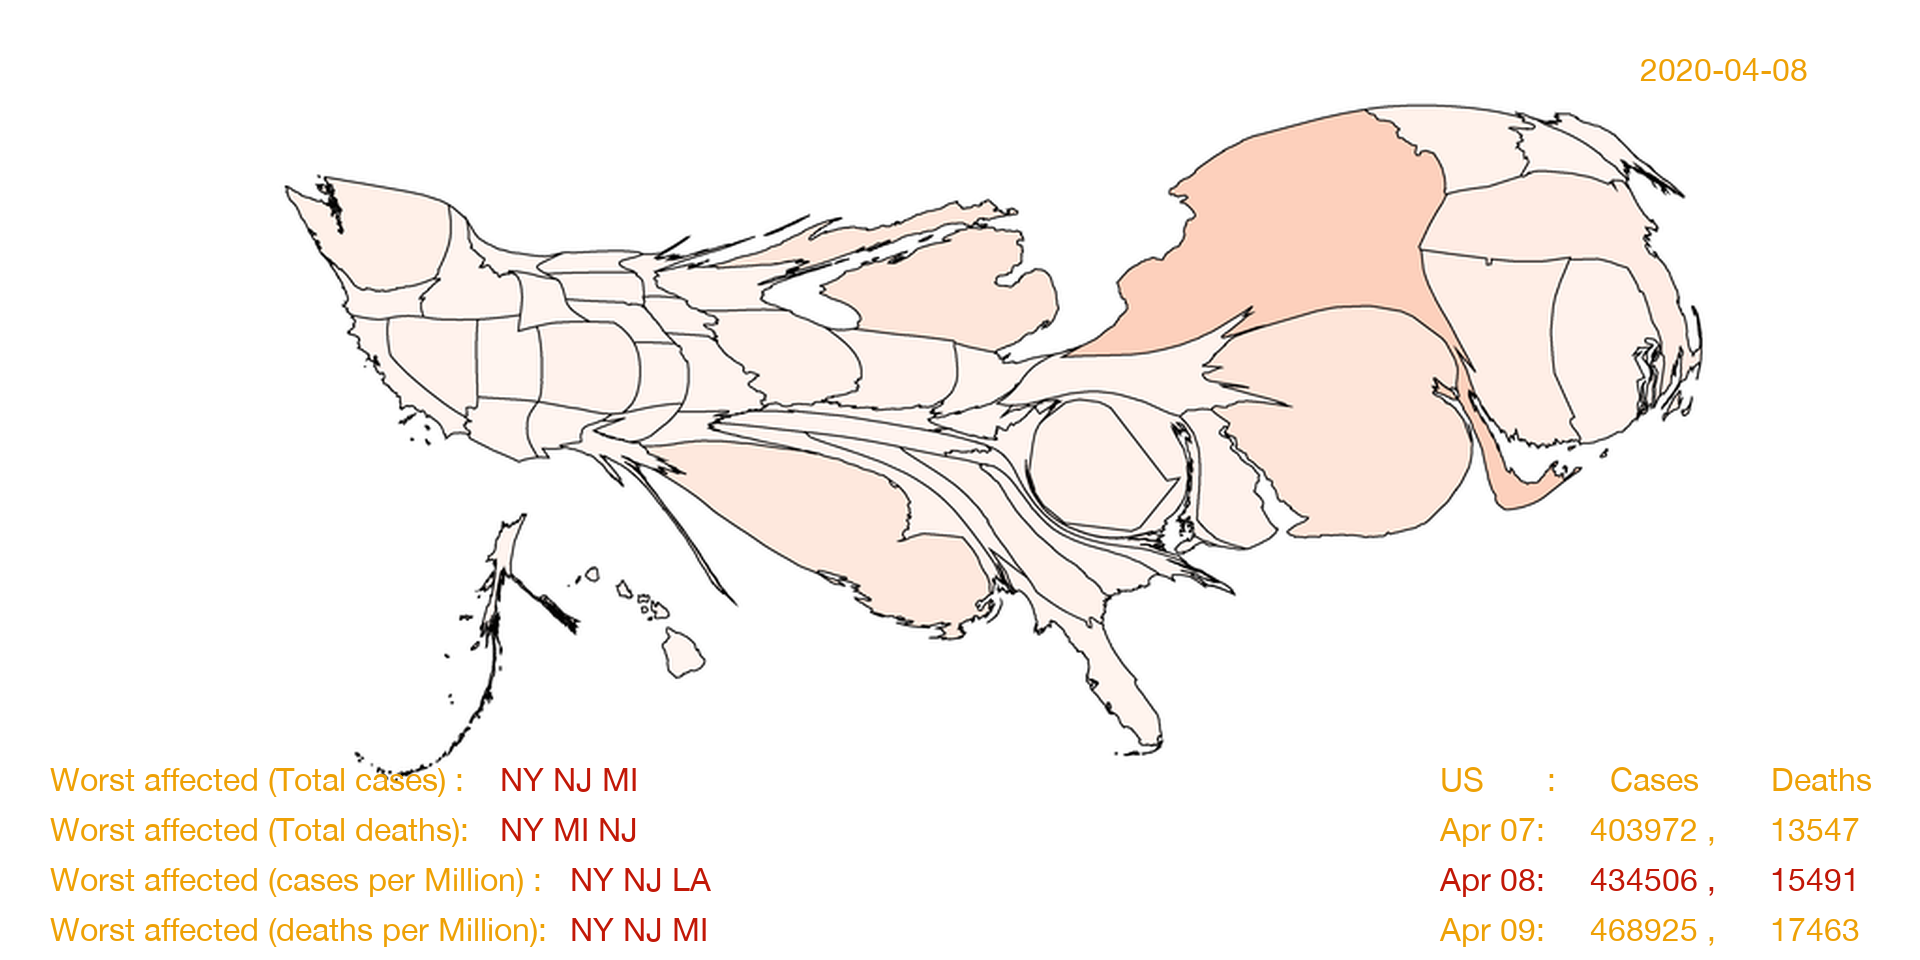 2020-04-08
Worst affected (Total cases) : NY NJ MI
Worst affected (Total deaths): NY MI NJ
Worst affected (cases per Million) : NY NJ LA
Worst affected (deaths per Million): NY NJ MI
US : Cases Deaths
Apr 07: 403972 , 13547
Apr 08: 434506 , 15491
Apr 09: 468925 , 17463